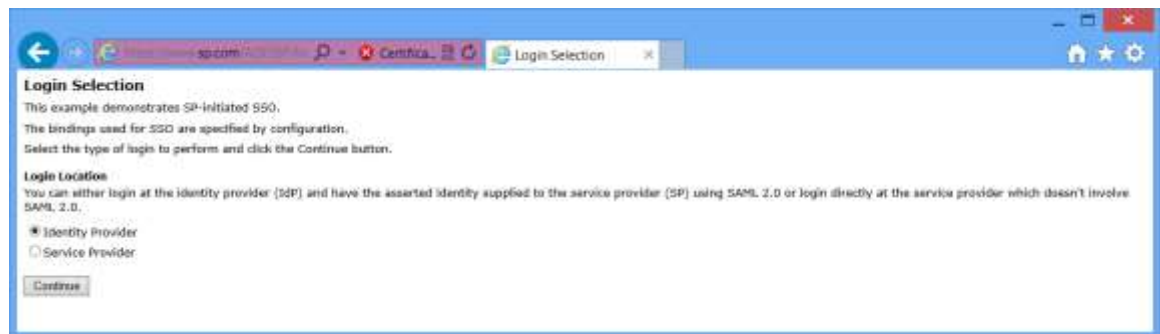 sp.com
Certifica...
Login Selection
Login Selection
This example demonstrates SP-initiated SSO.
The bindings used for SSO are specified by configuration.
Select the type of login to perform and click the Continue button.
Login Location
You can either login at the identity provider (IdP) and have the asserted identity supplied to the service provider (SP) using SAML 2.0 or login directly at the service provider which doesn't involve
SAML 2.0.
Identity Provider
Service Provider
Continue